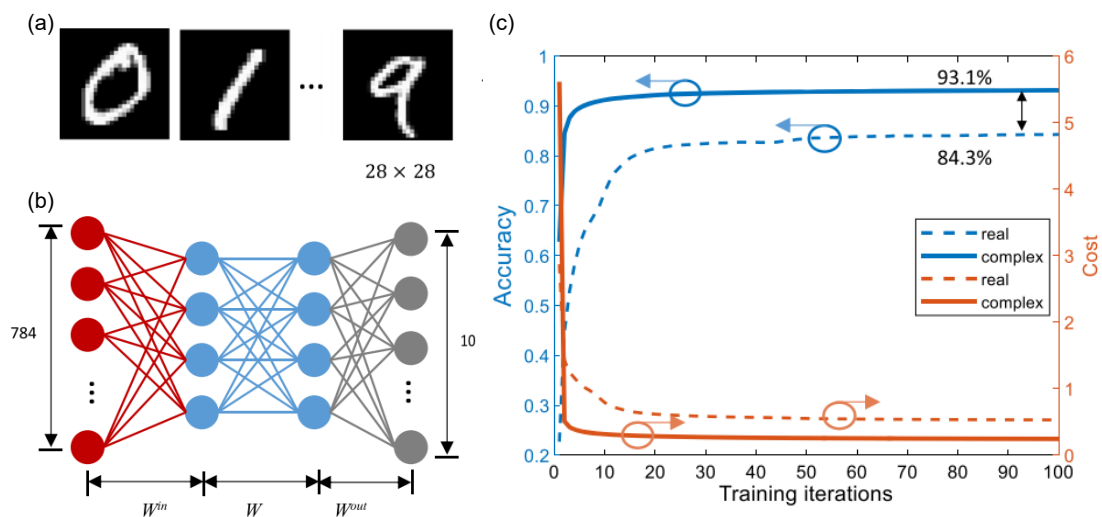 (a)
...
28 × 28
(b)
784
10
W^in
W
W^out
(c)
Accuracy
1
0.9
0.8
0.7
0.6
0.5
0.4
0.3
0.2
93.1%
84.3%
real
complex
real
complex
6
5
4
3
2
1
0
Cost
0 10 20 30 40 50 60 70 80 90 100
Training iterations